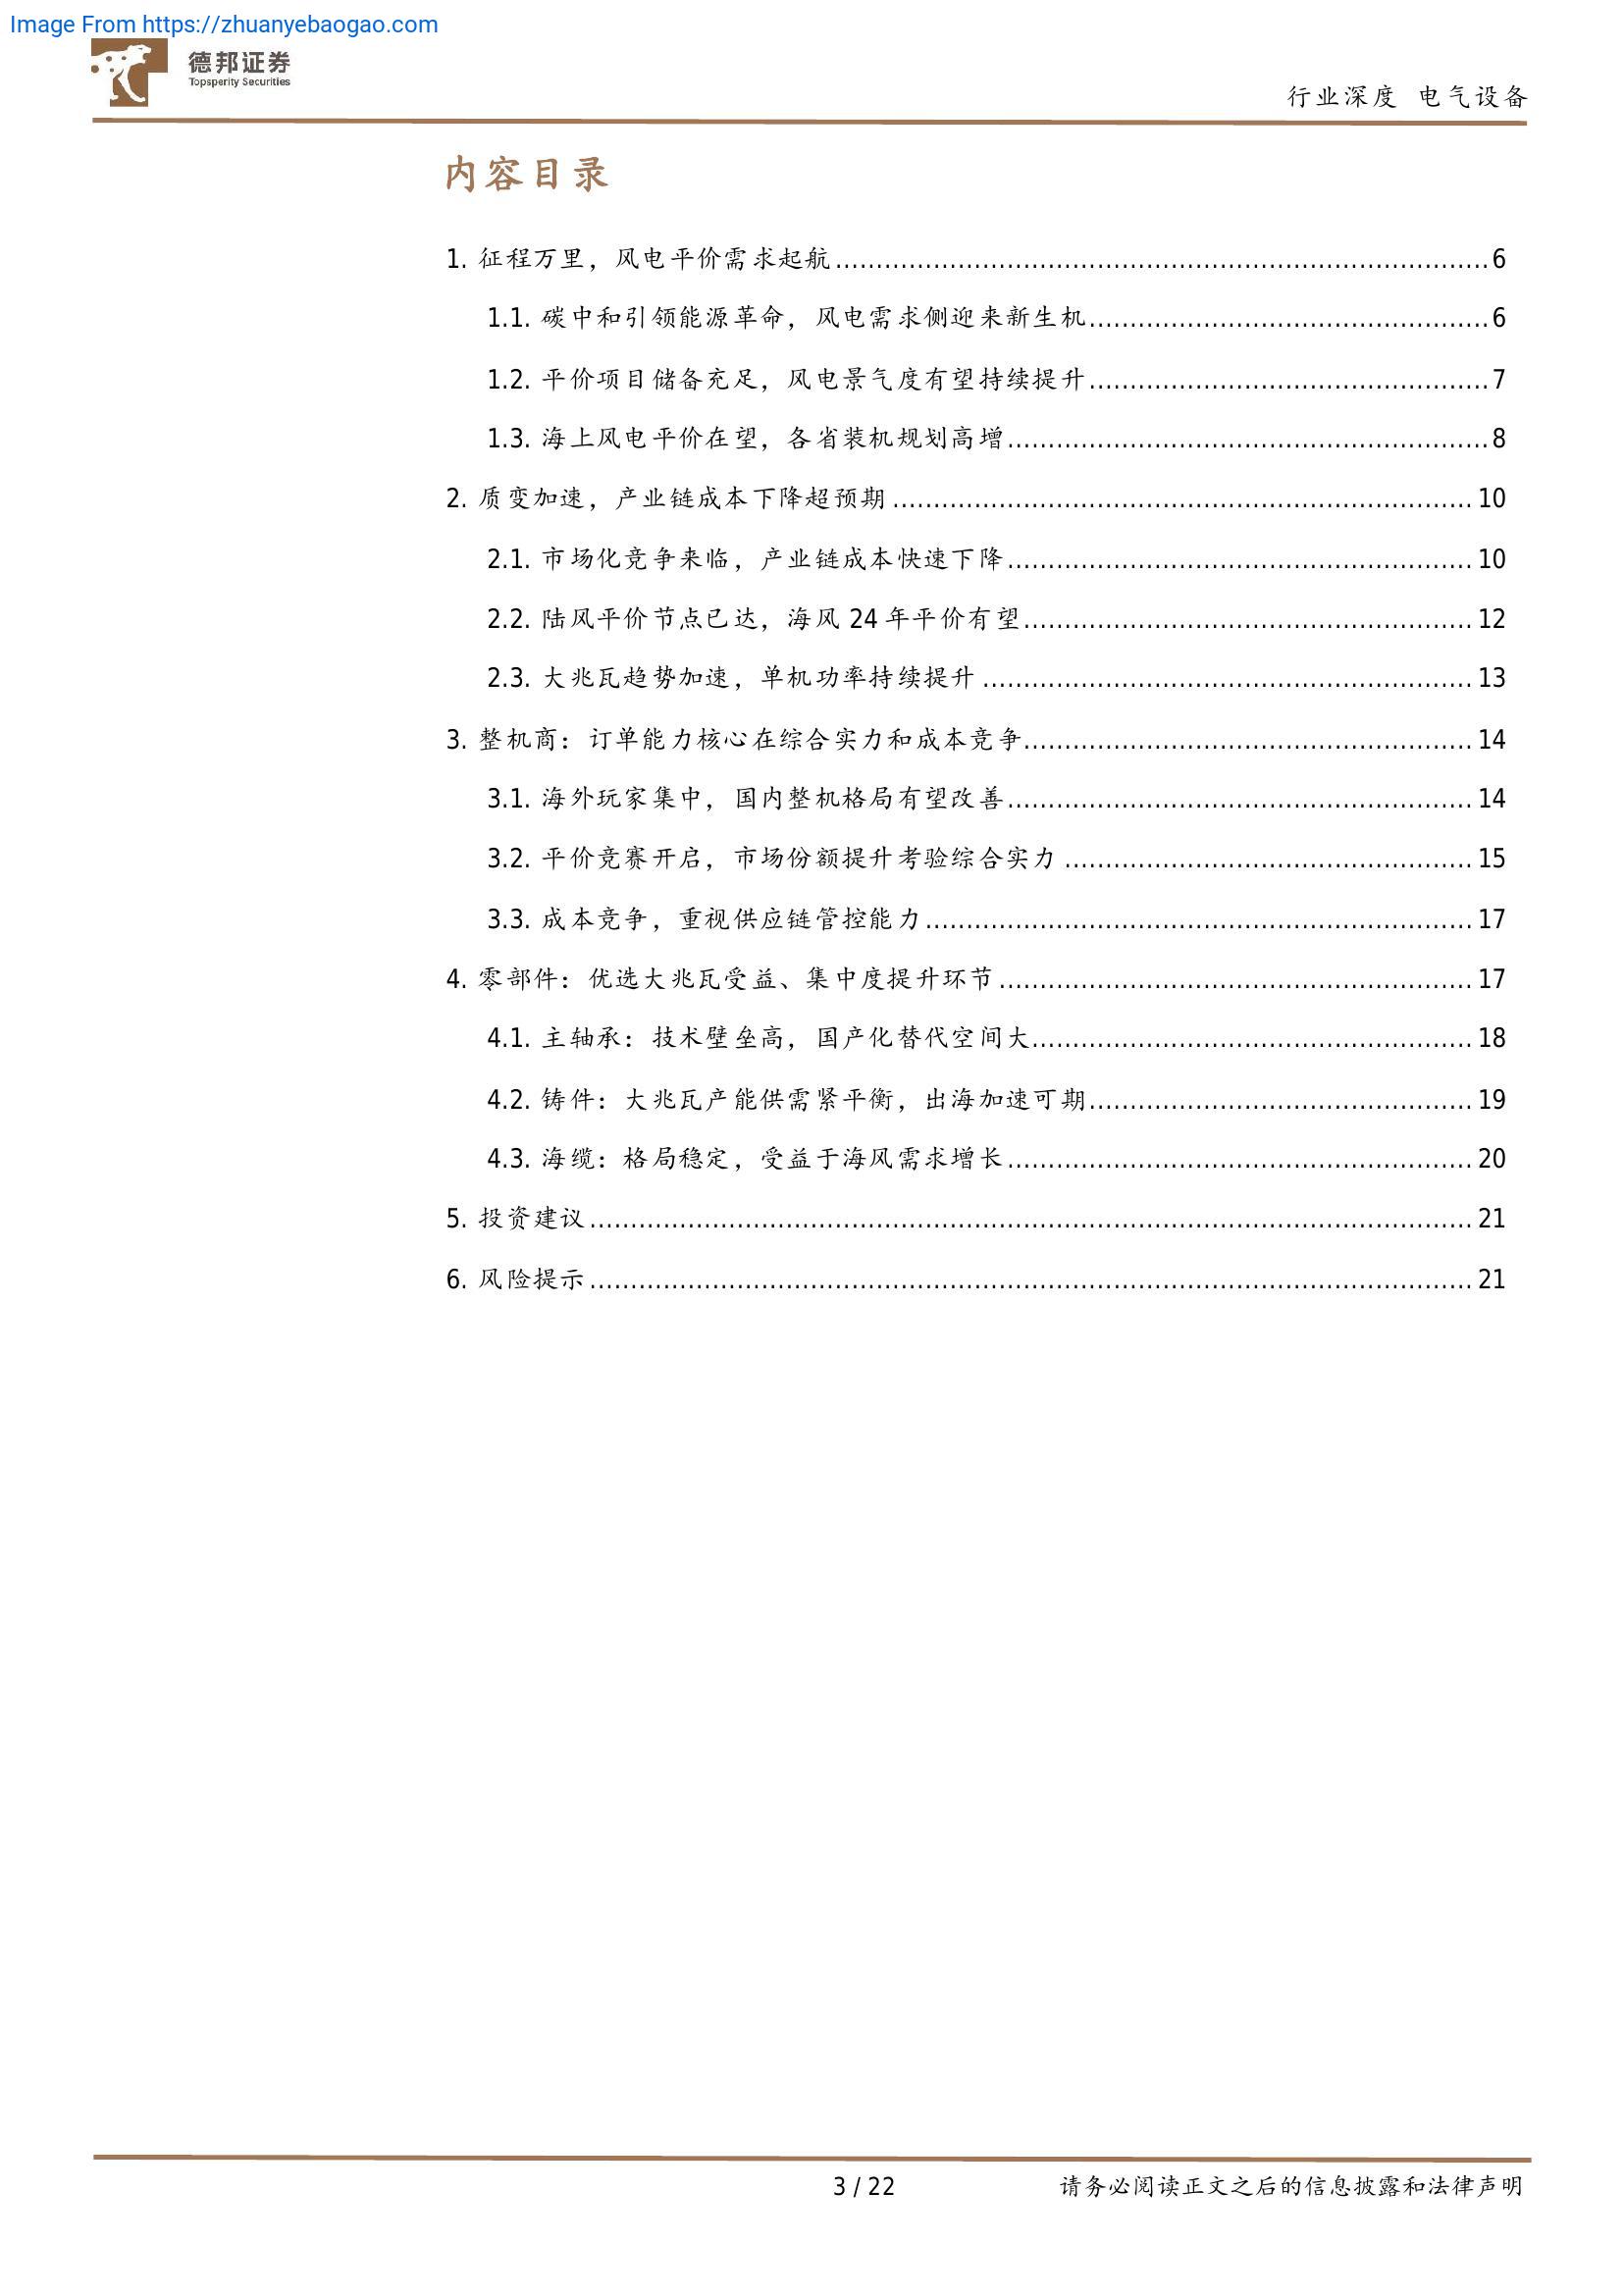 Image From https://zhuanyebaogao.com
德邦证券
Topsperity Securities
行业深度 电气设备
内容目录
1. 征程万里，风电平价需求起航................................................................................6
1.1. 碳中和引领能源革命，风电需求侧迎来新生机.................................................6
1.2. 平价项目储备充足，风电景气度有望持续提升.................................................7
1.3. 海上风电平价在望，各省装机规划高增...........................................................8
2. 质变加速，产业链成本下降超预期.......................................................................10
2.1. 市场化竞争来临，产业链成本快速下降.........................................................10
2.2. 陆风平价节点已达，海风 24 年平价有望.......................................................12
2.3. 大兆瓦趋势加速，单机功率持续提升............................................................13
3. 整机商：订单能力核心在综合实力和成本竞争.......................................................14
3.1. 海外玩家集中，国内整机格局有望改善.........................................................14
3.2. 平价竞赛开启，市场份额提升考验综合实力..................................................15
3.3. 成本竞争，重视供应链管控能力...................................................................17
4. 零部件：优选大兆瓦受益、集中度提升环节..........................................................17
4.1. 主轴承：技术壁垒高，国产化替代空间大......................................................18
4.2. 铸件：大兆瓦产能供需紧平衡，出海加速可期...............................................19
4.3. 海缆：格局稳定，受益于海风需求增长.........................................................20
5. 投资建议............................................................................................................21
6. 风险提示............................................................................................................21
3 / 22
请务必阅读正文之后的信息披露和法律声明